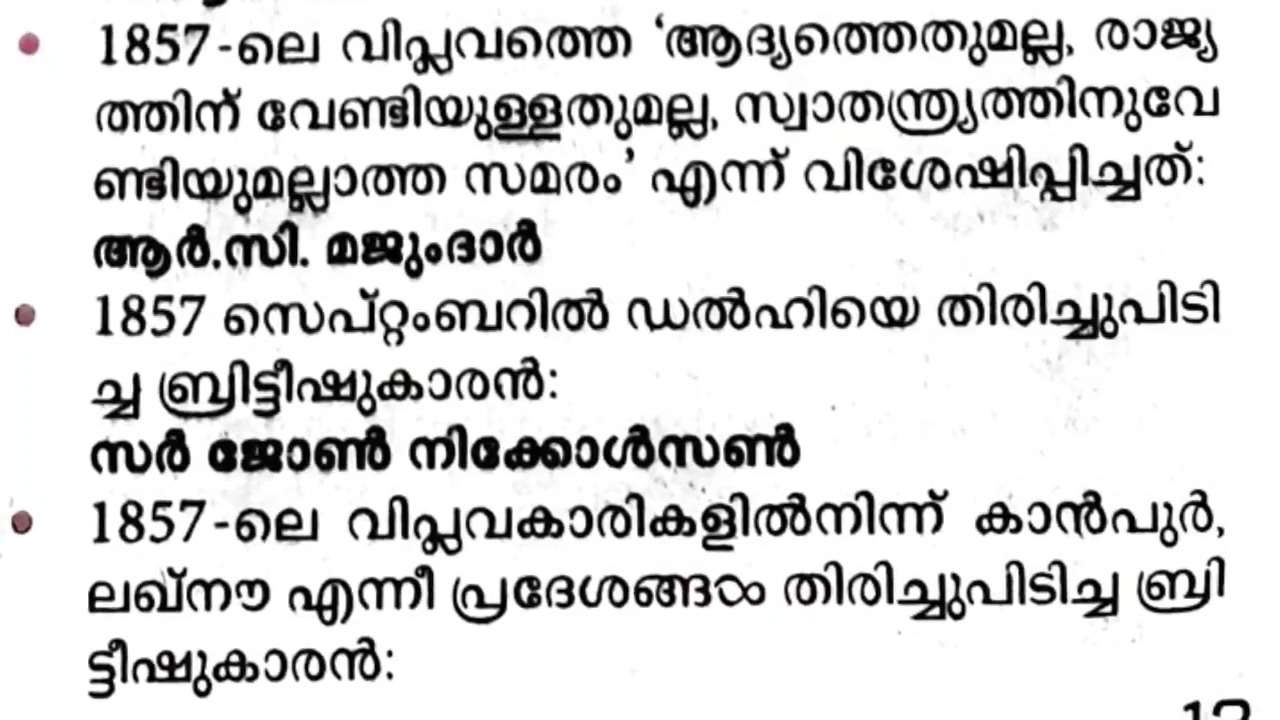 • 1857-ലെ വിപ്ലവത്തെ ‘ആദ്യത്തെതുമല്ല, രാജ്യ
ത്തിന് വേണ്ടിയുള്ളതുമല്ല, സ്വാതന്ത്ര്യത്തിനുവേ
ണ്ടിയുമല്ലാത്ത സമരം’ എന്ന് വിശേഷിപ്പിച്ചത്:
ആർ.സി. മജുംദാർ
• 1857 സെപ്റ്റംബറിൽ ഡൽഹിയെ തിരിച്ചുപിടി
ച്ച ബ്രിട്ടീഷുകാരൻ:
സർ ജോൺ നിക്കോൾസൺ
• 1857-ലെ വിപ്ലവകാരികളിൽനിന്ന് കാൻപുർ,
ലഖ്നൗ എന്നീ പ്രദേശങ്ങൾ തിരിച്ചുപിടിച്ച ബ്രി
ട്ടീഷുകാരൻ: